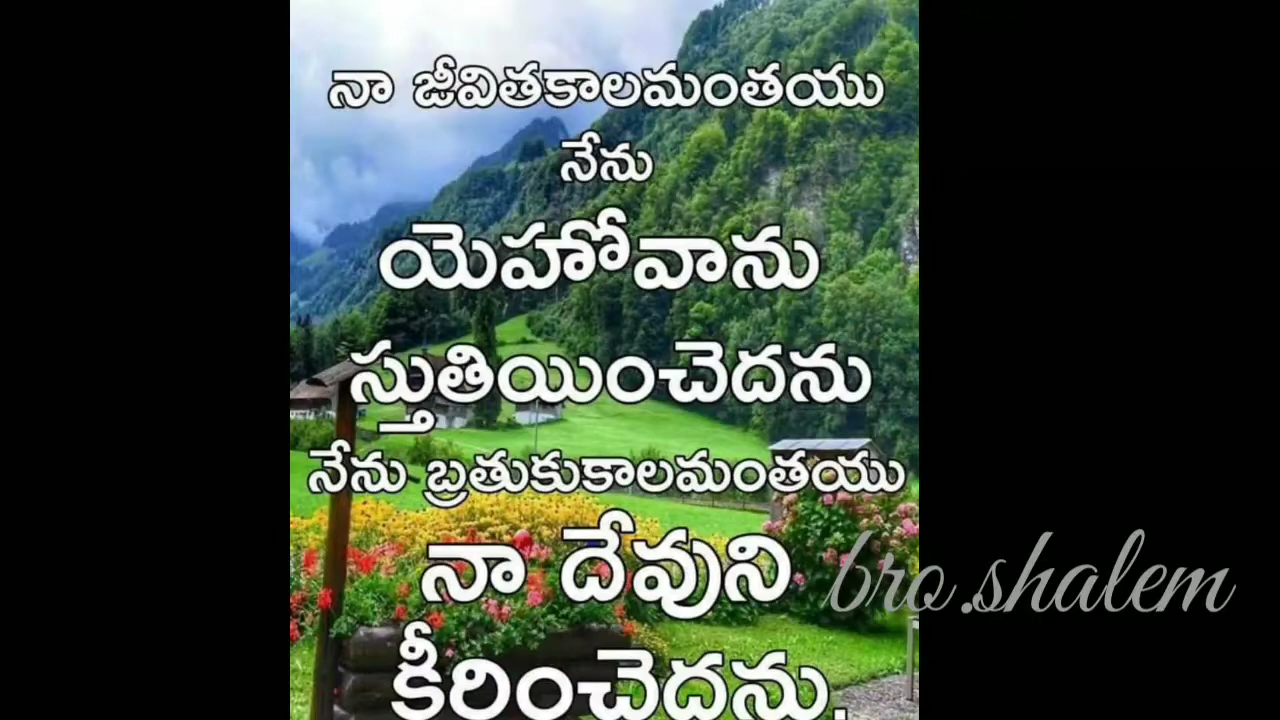 నా జీవితకాలమంతయు
నేను
యెహోవాను
స్తుతియించెదను
నేను బ్రతుకుకాలమంతయు
నా దేవుని
కీర్తించెదను.
bro.shalem